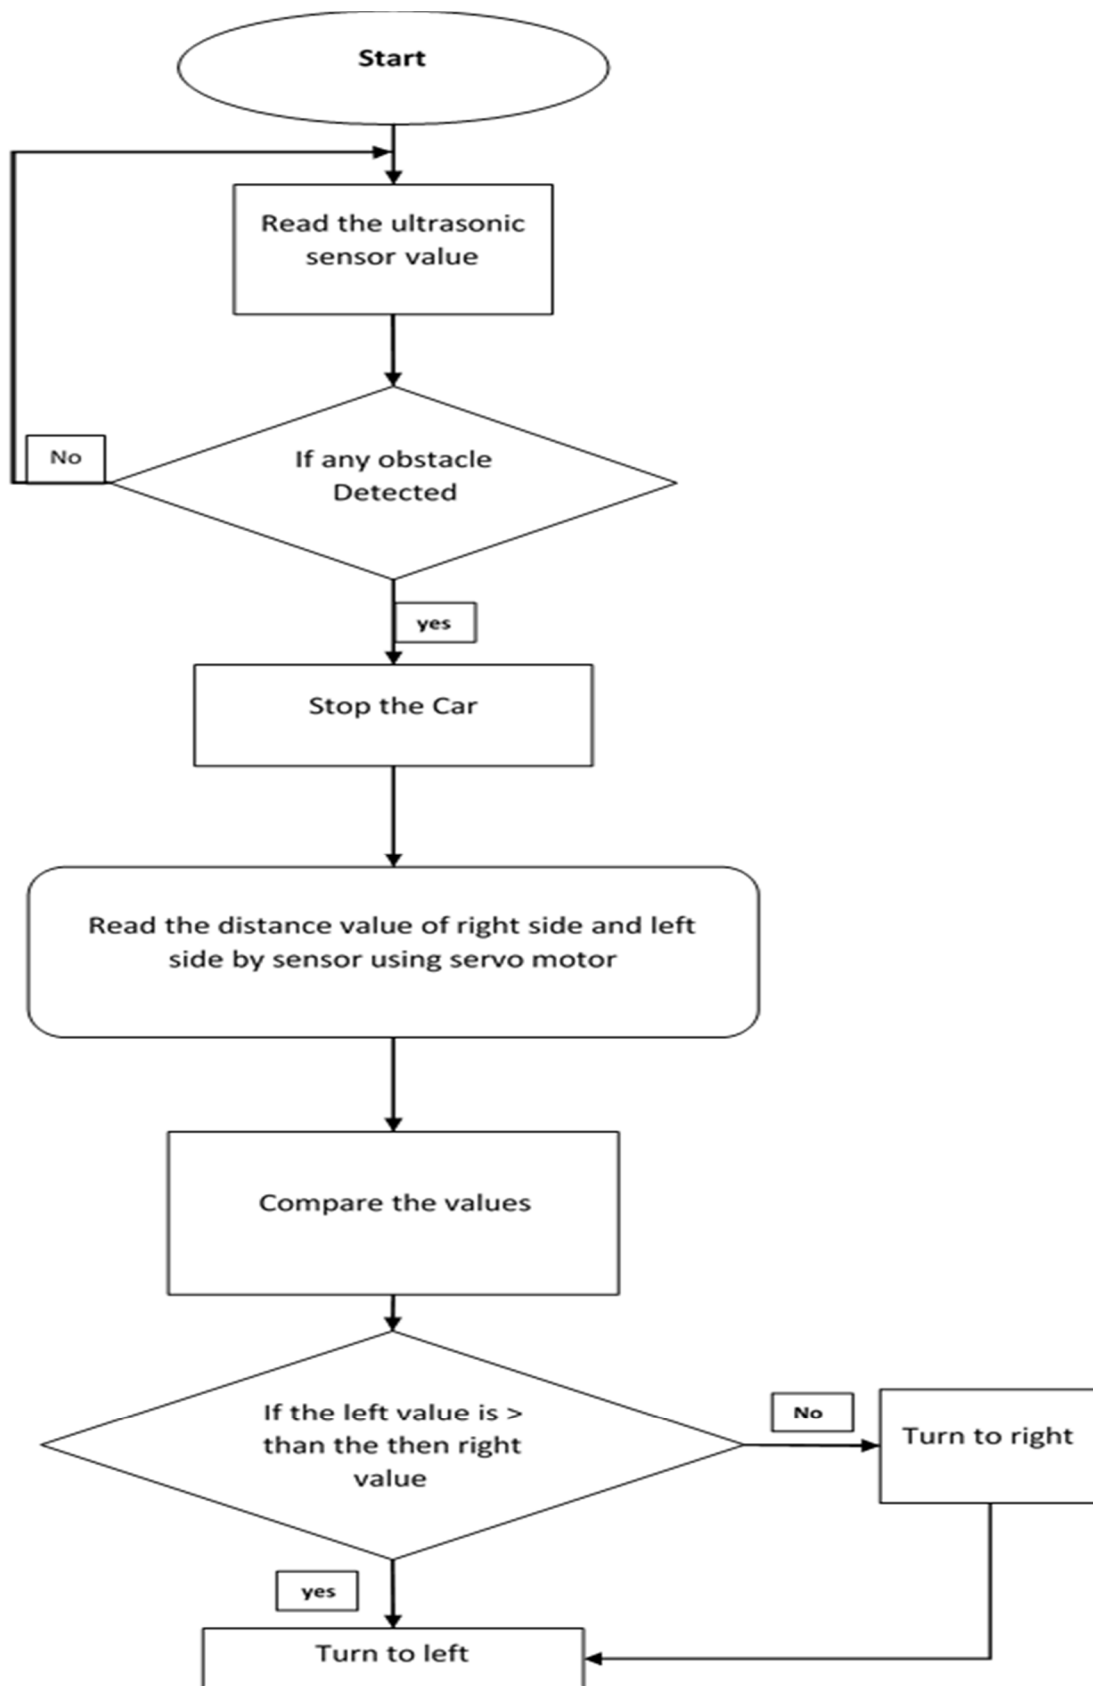 Start
Read the ultrasonic
sensor value
No
If any obstacle
Detected
yes
Stop the Car
Read the distance value of right side and left
side by sensor using servo motor
Compare the values
If the left value is >
than the then right
value
No
Turn to right
yes
Turn to left